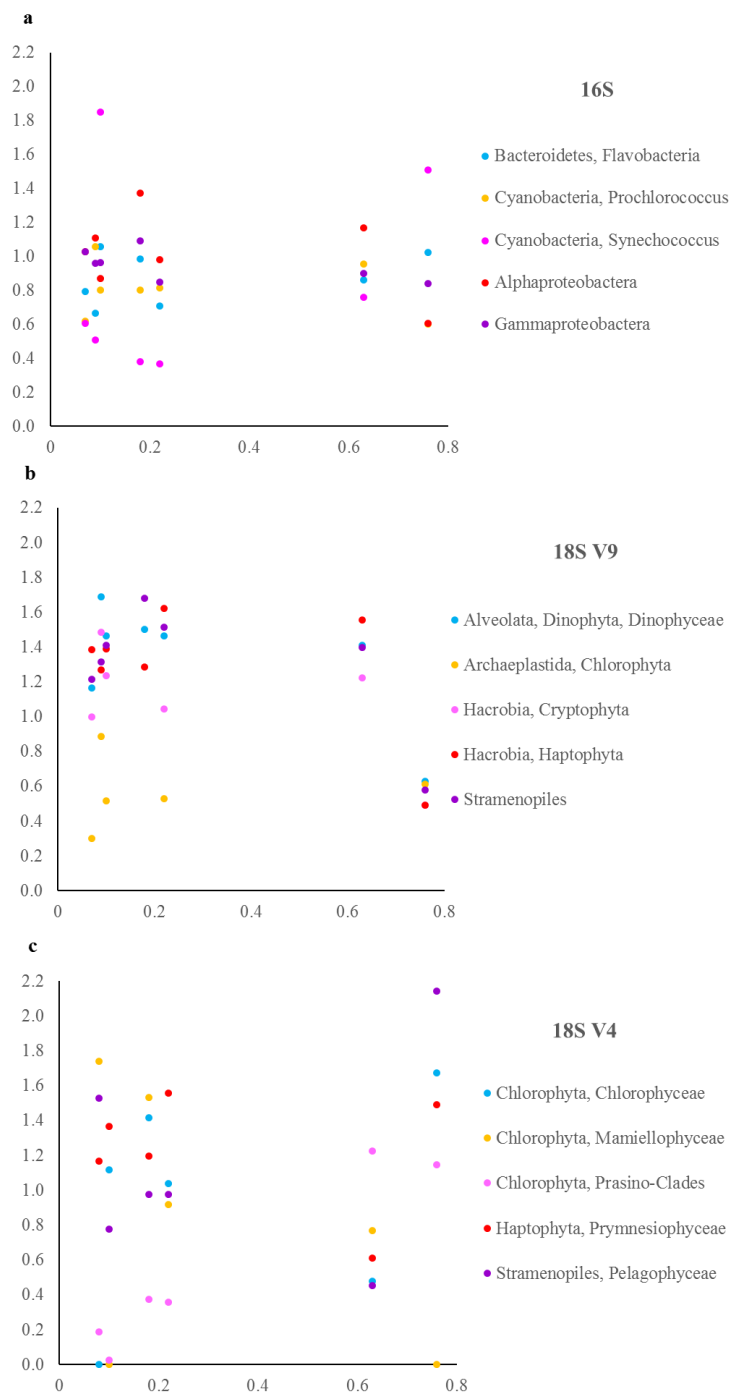 a
2.2
2.0
1.8
1.6
1.4
1.2
1.0
0.8
0.6
0.4
0.2
0.0
0 0.2 0.4 0.6 0.8
16S
Bacteroidetes, Flavobacteria
Cyanobacteria, Prochlorococcus
Cyanobacteria, Synechococcus
Alphaproteobactera
Gammaproteobactera
b
2.2
2.0
1.8
1.6
1.4
1.2
1.0
0.8
0.6
0.4
0.2
0.0
0 0.2 0.4 0.6 0.8
18S V9
Alveolata, Dinophyta, Dinophyceae
Archaeplastida, Chlorophyta
Hacrobia, Cryptophyta
Hacrobia, Haptophyta
Stramenopiles
c
2.2
2.0
1.8
1.6
1.4
1.2
1.0
0.8
0.6
0.4
0.2
0.0
0 0.2 0.4 0.6 0.8
18S V4
Chlorophyta, Chlorophyceae
Chlorophyta, Mamiellophyceae
Chlorophyta, Prasino-Clades
Haptophyta, Prymnesiophyceae
Stramenopiles, Pelagophyceae